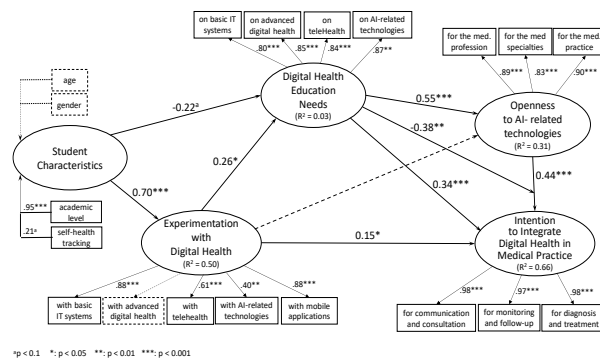 on basic IT
systems
on advanced
digital health
on
teleHealth
on AI-related
technologies
.80***
.85***
.84***
.87**
for the med.
profession
for the med
specialties
for the med.
practice
.89***
.83***
.90***
age
gender
Digital Health
Education
Needs
(R² = 0.03)
Openness
to AI- related
technologies
(R² = 0.31)
-0.22ª
0.55***
-0.38**
Student
Characteristics
0.26*
0.70***
0.34***
0.44***
.95***
academic
level
.21ª
self-health
tracking
Experimentation
with
Digital Health
(R² = 0.50)
0.15*
Intention
to Integrate
Digital Health in
Medical Practice
(R² = 0.66)
.88***
.61***
.40**
.88***
with basic
IT systems
with advanced
digital health
with
telehealth
with AI-related
technologies
with mobile
applications
.98***
.97***
.98***
for communication
and consultation
for monitoring
and follow-up
for diagnosis
and treatment
ªp < 0.1 *: p < 0.05 **: p < 0.01 ***: p < 0.001